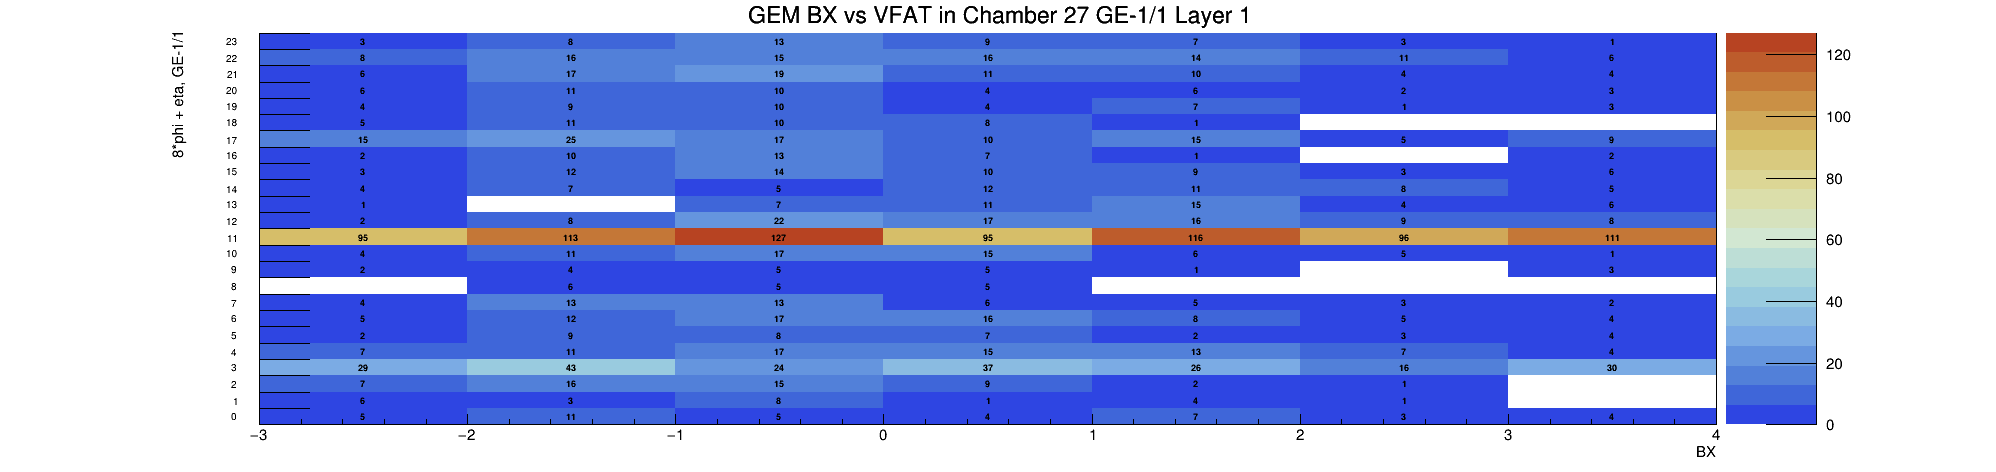 GEM BX vs VFAT in Chamber 27 GE-1/1 Layer 1
8*phi + eta, GE-1/1
23 3 8 13 9 7 3 1
22 8 16 15 16 14 11 6
21 6 17 19 11 10 4 4
20 6 11 10 4 6 2 3
19 4 9 10 4 7 1 3
18 5 11 10 8 1
17 15 25 17 10 15 5 9
16 2 10 13 7 1 2
15 3 12 14 10 9 3 6
14 4 7 5 12 11 8 5
13 1 7 11 15 4 6
12 2 8 22 17 16 9 8
11 95 113 127 95 116 96 111
10 4 11 17 15 6 5 1
9 2 4 5 5 1 3
8 6 5 5
7 4 13 13 6 5 3 2
6 5 12 17 16 8 5 4
5 2 9 8 7 2 3 4
4 7 11 17 15 13 7 4
3 29 43 24 37 26 16 30
2 7 16 15 9 2 1
1 6 3 8 1 4 1
0 5 11 5 4 7 3 4
−3 −2 −1 0 1 2 3 4
BX
120
100
80
60
40
20
0